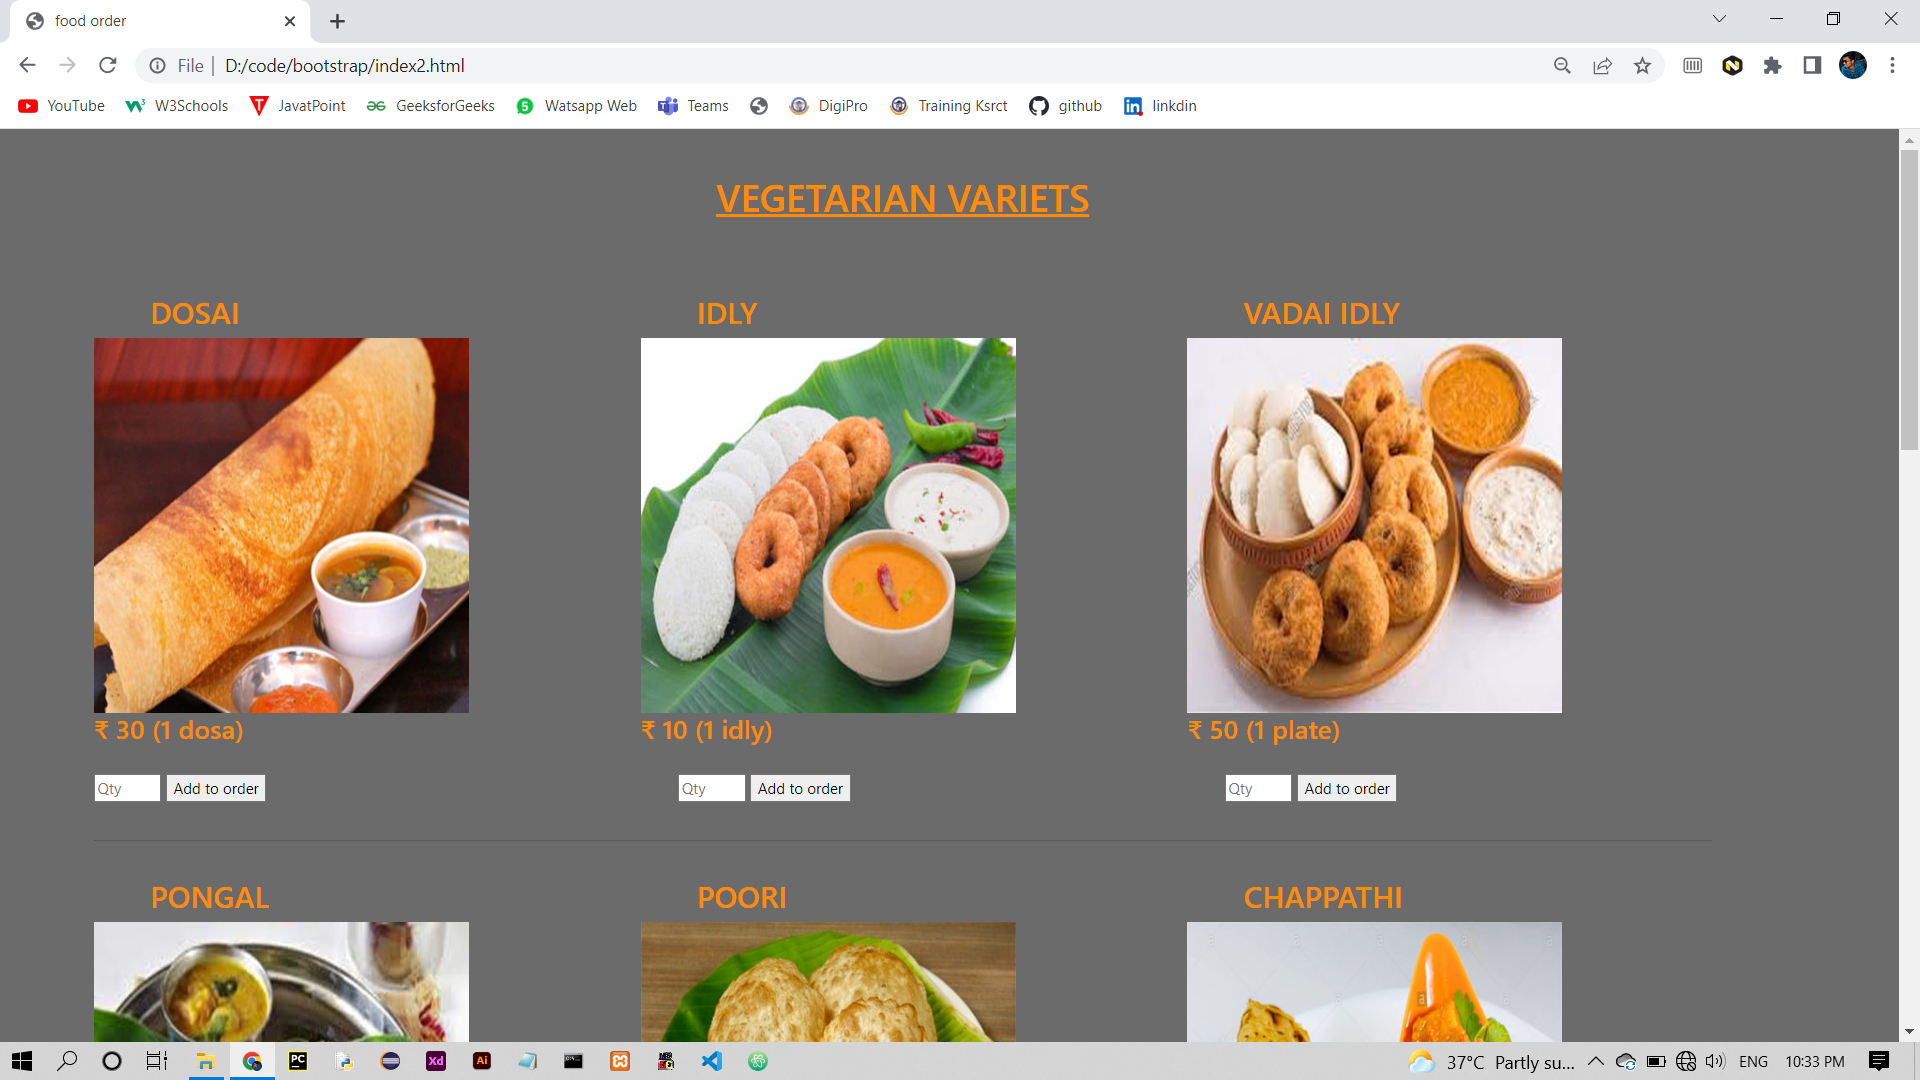 food order
File
D:/code/bootstrap/index2.html
YouTube
W3Schools
JavatPoint
GeeksforGeeks
Watsapp Web
Teams
DigiPro
Training Ksrct
github
linkdin
VEGETARIAN VARIETS
DOSAI
IDLY
VADAI IDLY
₹ 30 (1 dosa)
₹ 10 (1 idly)
₹ 50 (1 plate)
Qty
Add to order
Qty
Add to order
Qty
Add to order
PONGAL
POORI
CHAPPATHI
37°C Partly su...
ENG
10:33 PM